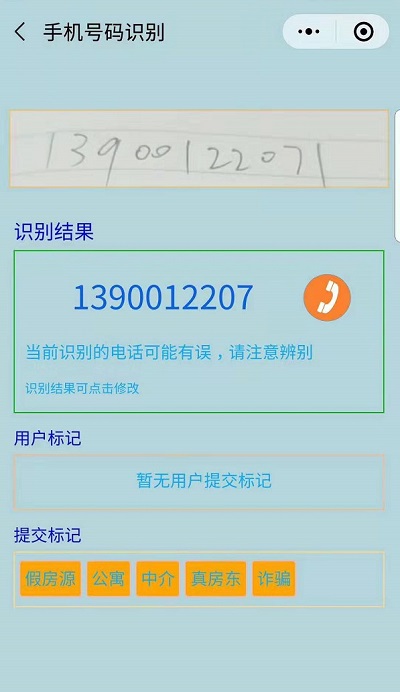 手机号码识别
13900122071
识别结果
1390012207
当前识别的电话可能有误，请注意辨别
识别结果可点击修改
用户标记
暂无用户提交标记
提交标记
假房源 公寓 中介 真房东 诈骗